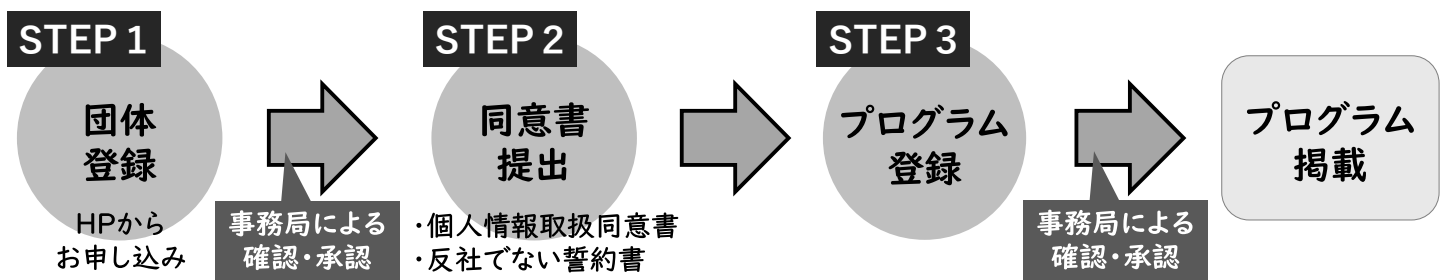 STEP 1
団体
登録
HPから
お申し込み
事務局による
確認・承認
STEP 2
同意書
提出
・個人情報取扱同意書
・反社でない誓約書
STEP 3
プログラム
登録
事務局による
確認・承認
プログラム
掲載